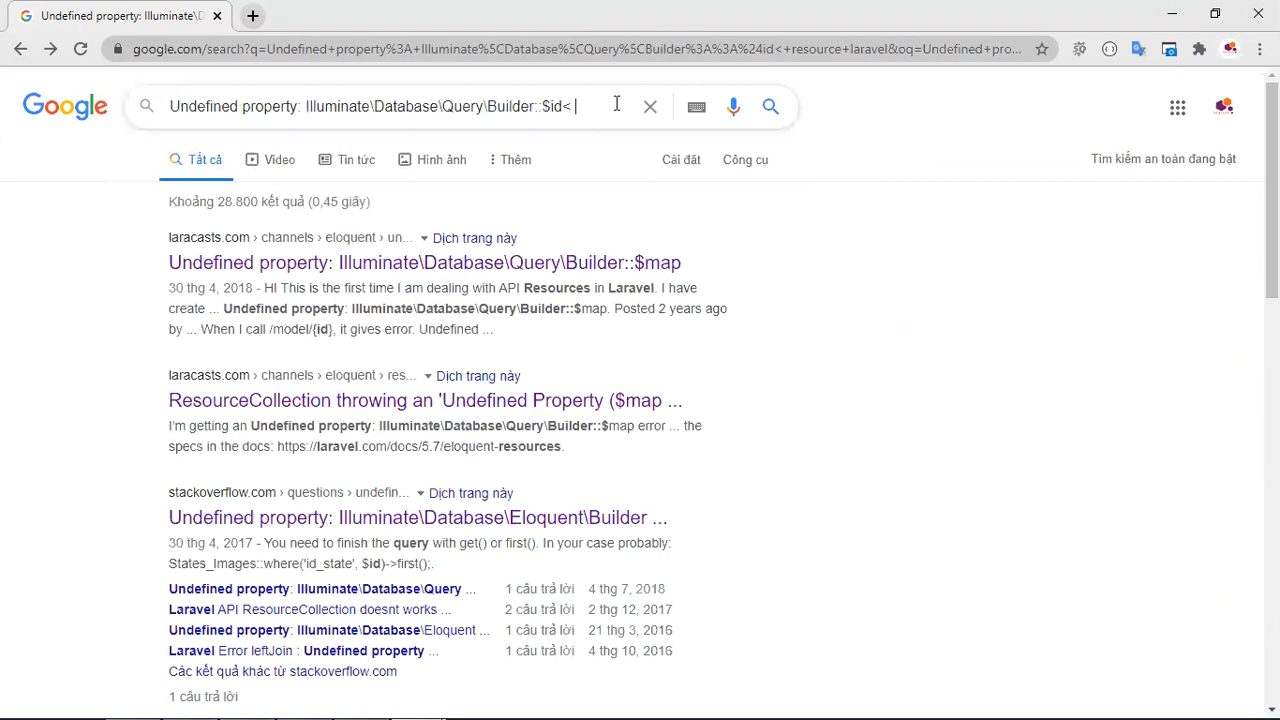 Undefined property: Illuminate\D
google.com/search?q=Undefined+property%3A+Illuminate%5CDatabase%5CQuery%5CBuilder%3A%3A%24id<+resource+laravel&oq=Undefined+pro...
Google
Undefined property: Illuminate\Database\Query\Builder::$id<
Tất cả
Video
Tin tức
Hình ảnh
Thêm
Cài đặt
Công cụ
Tìm kiếm an toàn đang bật
Khoảng 28.800 kết quả (0,45 giây)
laracasts.com › channels › eloquent › un... Dịch trang này
Undefined property: Illuminate\Database\Query\Builder::$map
30 thg 4, 2018 - HI This is the first time I am dealing with API Resources in Laravel. I have
create ... Undefined property: Illuminate\Database\Query\Builder::$map. Posted 2 years ago
by ... When I call /model/{id}, it gives error. Undefined ...
laracasts.com › channels › eloquent › res... Dịch trang này
ResourceCollection throwing an 'Undefined Property ($map ...
I'm getting an Undefined property: Illuminate\Database\Query\Builder::$map error ... the
specs in the docs: https://laravel.com/docs/5.7/eloquent-resources.
stackoverflow.com › questions › undefin... Dịch trang này
Undefined property: Illuminate\Database\Eloquent\Builder ...
30 thg 4, 2017 - You need to finish the query with get() or first(). In your case probably:
States_Images::where('id_state', $id)->first();.
Undefined property: Illuminate\Database\Query ... 1 câu trả lời 4 thg 7, 2018
Laravel API ResourceCollection doesnt works ... 2 câu trả lời 2 thg 12, 2017
Undefined property: Illuminate\Database\Eloquent ... 1 câu trả lời 21 thg 3, 2016
Laravel Error leftJoin : Undefined property ... 1 câu trả lời 4 thg 10, 2016
Các kết quả khác từ stackoverflow.com
1 câu trả lời